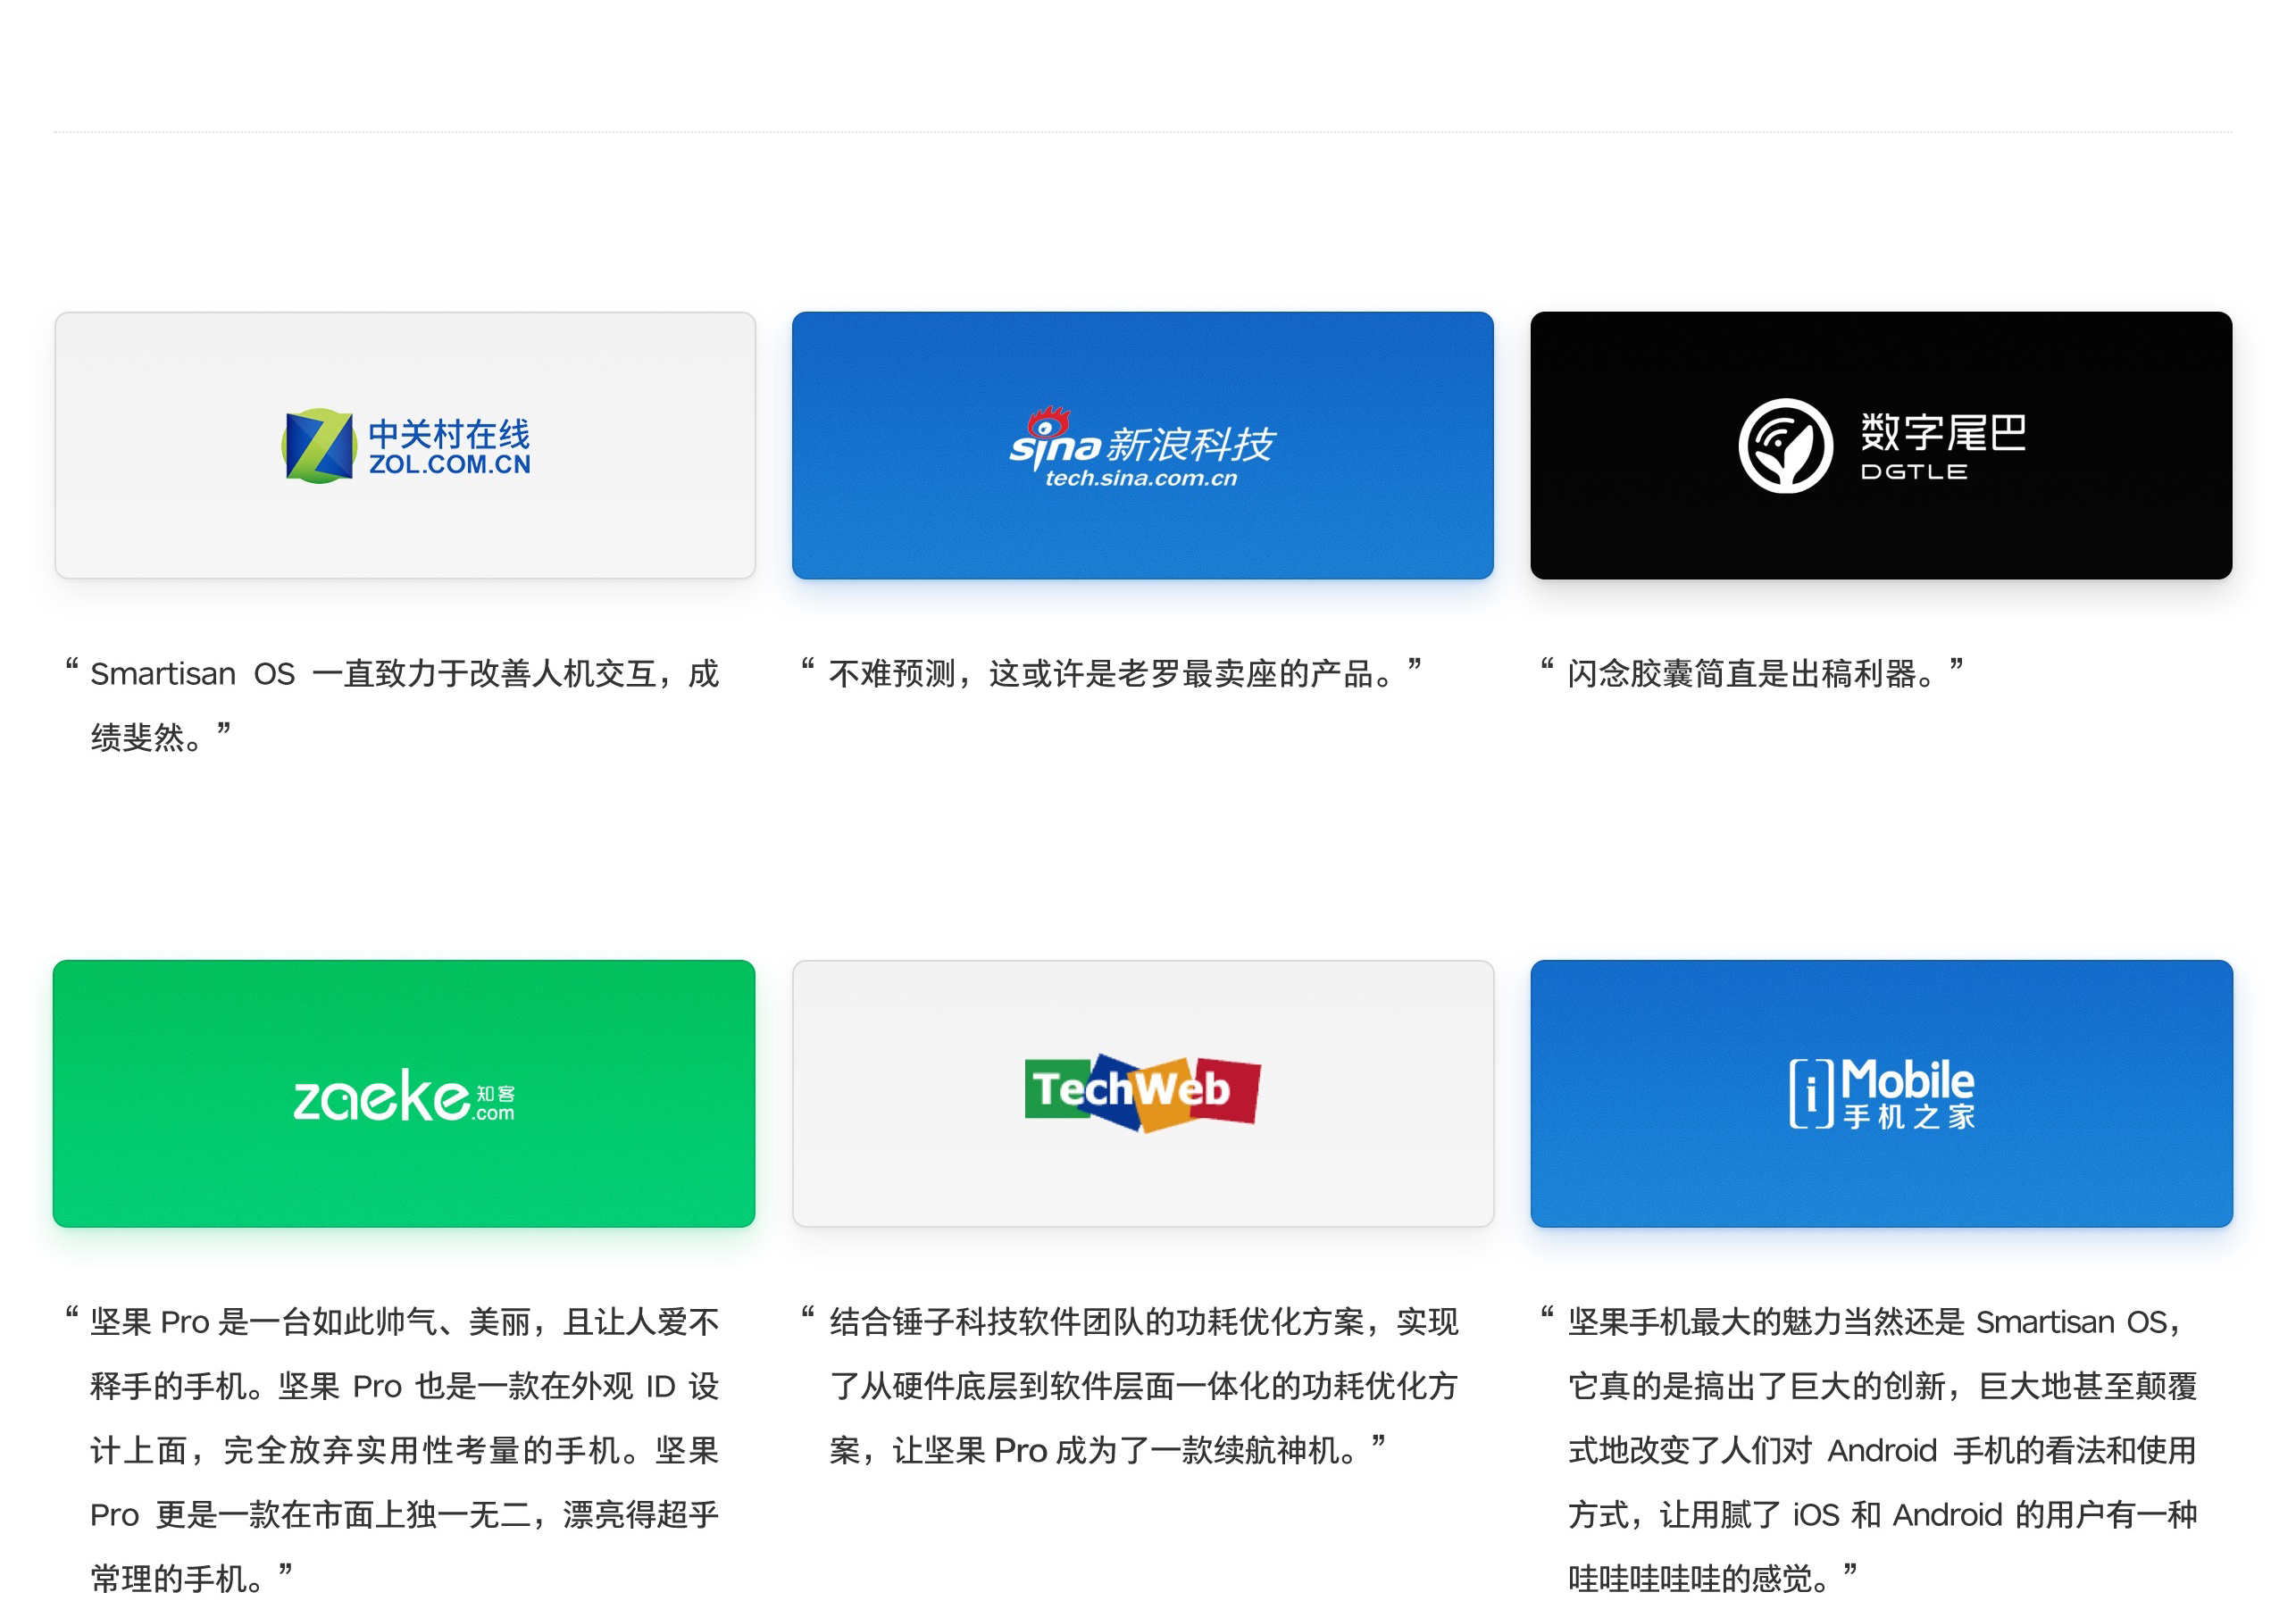 中关村在线
ZOL.COM.CN
sina 新浪科技
tech.sina.com.cn
数字尾巴
DGTLE
“ Smartisan OS 一直致力于改善人机交互，成
绩斐然。”
“ 不难预测，这或许是老罗最卖座的产品。”
“ 闪念胶囊简直是出稿利器。”
zaeke 知客
.com
TechWeb
[i] Mobile
手机之家
“ 坚果 Pro 是一台如此帅气、美丽，且让人爱不
释手的手机。坚果 Pro 也是一款在外观 ID 设
计上面，完全放弃实用性考量的手机。坚果
Pro 更是一款在市面上独一无二，漂亮得超乎
常理的手机。”
“ 结合锤子科技软件团队的功耗优化方案，实现
了从硬件底层到软件层面一体化的功耗优化方
案，让坚果 Pro 成为了一款续航神机。”
“ 坚果手机最大的魅力当然还是 Smartisan OS，
它真的是搞出了巨大的创新，巨大地甚至颠覆
式地改变了人们对 Android 手机的看法和使用
方式，让用腻了 iOS 和 Android 的用户有一种
哇哇哇哇哇的感觉。”